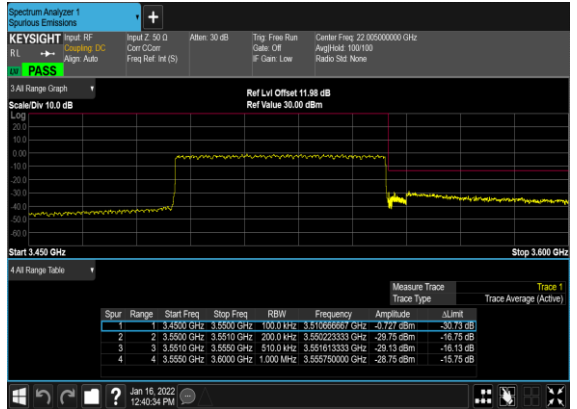 Spectrum Analyzer 1
Spurious Emissions
KEYSIGHT Input: RF Input Z: 50 Ω Atten: 30 dB Trig: Free Run Center Freq: 22.005000000 GHz
R L Coupling: DC Corr CCorr Gate: Off Avg|Hold: 100/100
Align: Auto Freq Ref: Int (S) IF Gain: Low Radio Std: None
PASS
3 All Range Graph
Ref Lvl Offset 11.98 dB
Scale/Div 10.0 dB Ref Value 30.00 dBm
Log
20.0
10.0
0.00
-10.0
-20.0
-30.0
-40.0
-50.0
-60.0
Start 3.450 GHz Stop 3.600 GHz
4 All Range Table
Measure Trace Trace 1
Trace Type Trace Average (Active)
Spur Range Start Freq Stop Freq RBW Frequency Amplitude ΔLimit
1 1 3.4500 GHz 3.5500 GHz 100.0 kHz 3.510666667 GHz -0.727 dBm -30.73 dB
2 2 3.5500 GHz 3.5510 GHz 200.0 kHz 3.550223333 GHz -29.75 dBm -16.75 dB
3 3 3.5510 GHz 3.5550 GHz 510.0 kHz 3.551613333 GHz -29.13 dBm -16.13 dB
4 4 3.5550 GHz 3.6000 GHz 1.000 MHz 3.555750000 GHz -28.75 dBm -15.75 dB
Jan 16, 2022
12:40:34 PM